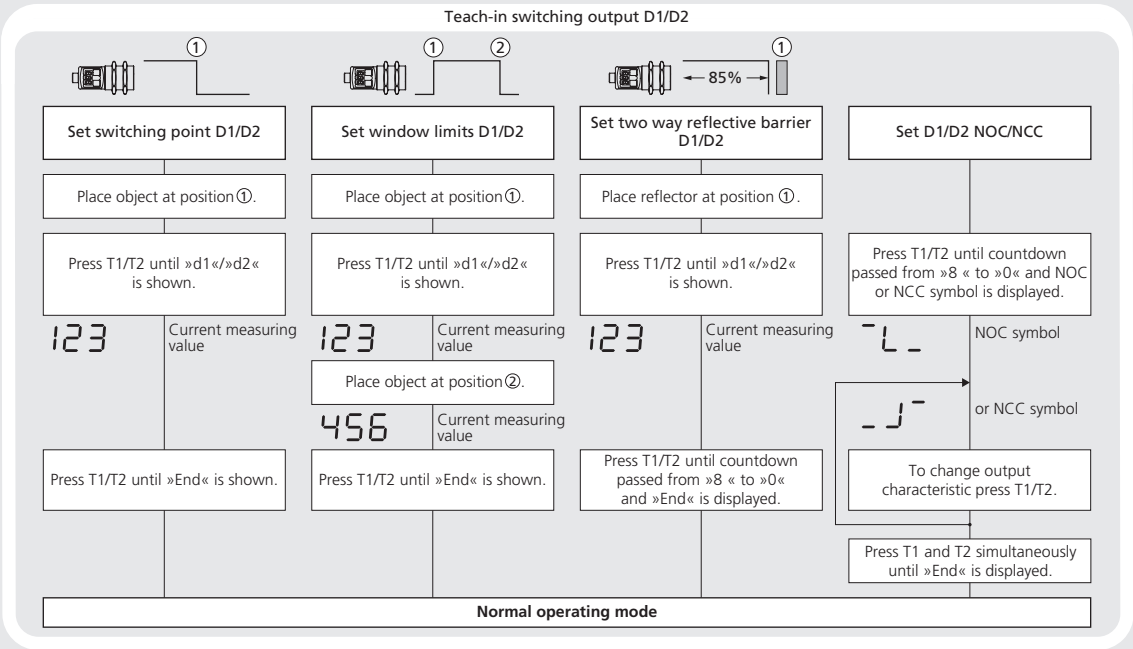 Teach-in switching output D1/D2
①
Set switching point D1/D2
Place object at position ①.
Press T1/T2 until »d1«/»d2«
is shown.
123
Current measuring
value
Press T1/T2 until »End« is shown.
① ②
Set window limits D1/D2
Place object at position ①.
Press T1/T2 until »d1«/»d2«
is shown.
123
Current measuring
value
Place object at position ②.
456
Current measuring
value
Press T1/T2 until »End« is shown.
①
85%
Set two way reflective barrier
D1/D2
Place reflector at position ①.
Press T1/T2 until »d1«/»d2«
is shown.
123
Current measuring
value
Press T1/T2 until countdown
passed from »8 « to »0«
and »End« is displayed.
Set D1/D2 NOC/NCC
Press T1/T2 until countdown
passed from »8 « to »0« and NOC
or NCC symbol is displayed.
¯L_
NOC symbol
_J¯
or NCC symbol
To change output
characteristic press T1/T2.
Press T1 and T2 simultaneously
until »End« is displayed.
Normal operating mode